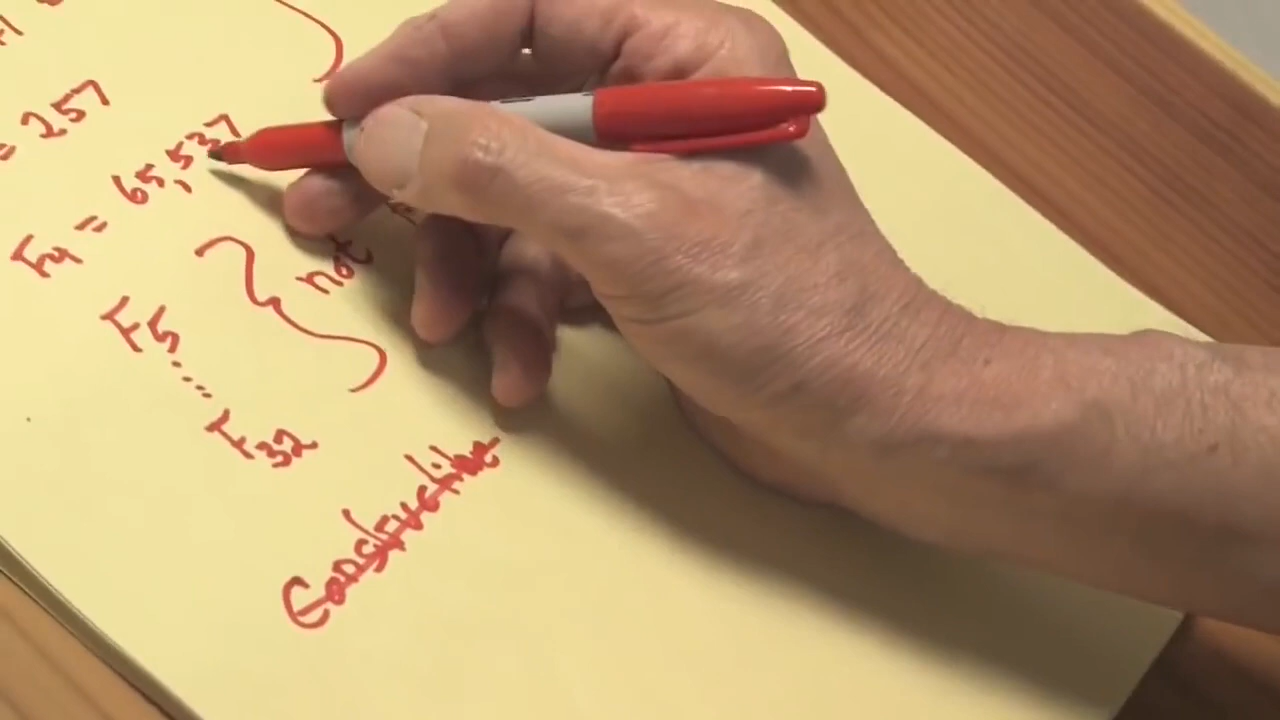 = 257
F4 = 65,537
F5
not
....
F32
Constructible